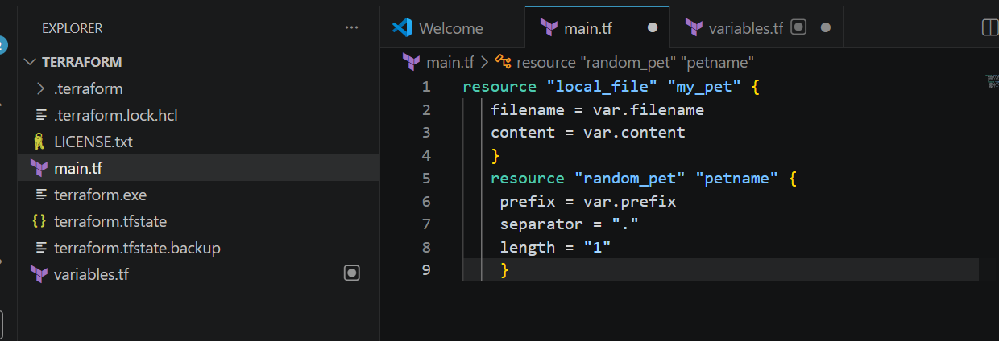 EXPLORER
TERRAFORM
.terraform
.terraform.lock.hcl
LICENSE.txt
main.tf
terraform.exe
terraform.tfstate
terraform.tfstate.backup
variables.tf
Welcome
main.tf
variables.tf
main.tf > resource "random_pet" "petname"
1 resource "local_file" "my_pet" {
2 filename = var.filename
3 content = var.content
4 }
5 resource "random_pet" "petname" {
6 prefix = var.prefix
7 separator = "."
8 length = "1"
9 }